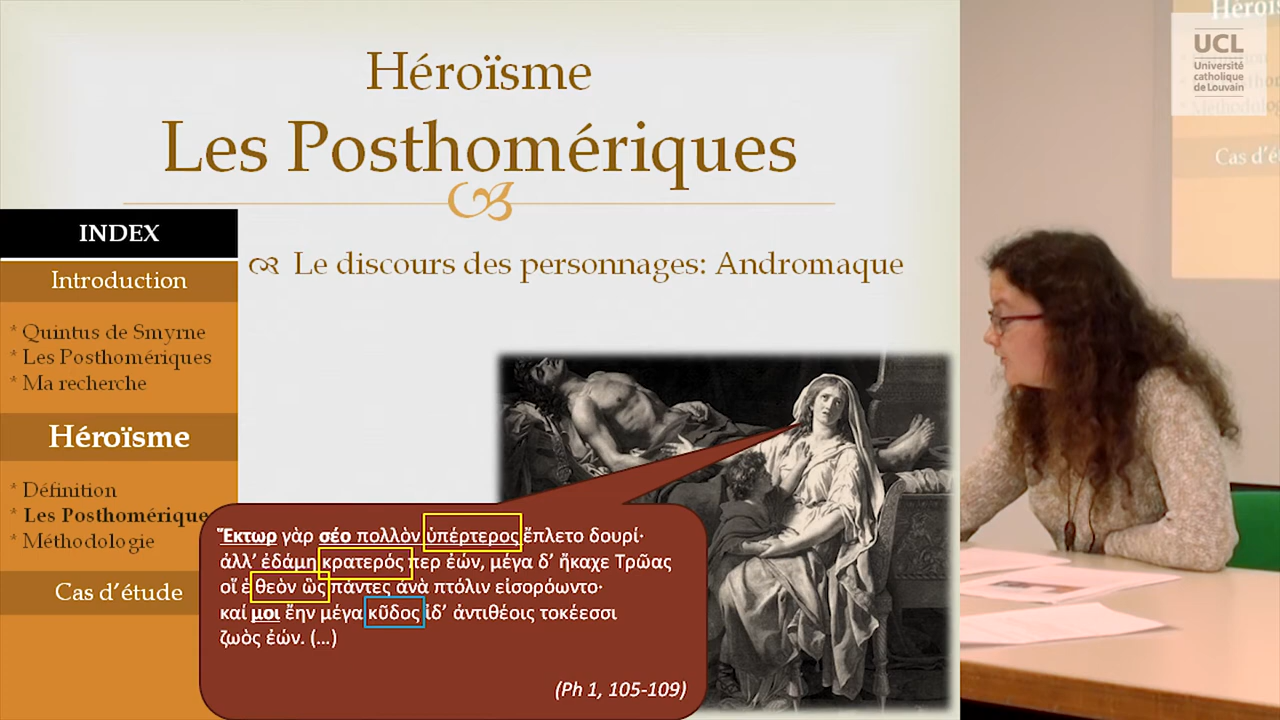 Héroïsme
Les Posthomériques
INDEX
Introduction
* Quintus de Smyrne
* Les Posthomériques
* Ma recherche
Héroïsme
* Définition
* Les Posthomérique
* Méthodologie
Cas d’étude
Le discours des personnages: Andromaque
Ἕκτωρ γὰρ σέο πολλὸν ὑπέρτερος ἔπλετο δουρί·
ἀλλ’ ἐδάμη κρατερός περ ἐών, μέγα δ’ ἤκαχε Τρῶας
οἵ ἑ θεὸν ὣς πάντες ἀνὰ πτόλιν εἰσορόωντο·
καί μοι ἔην μέγα κῦδος ἰδ’ ἀντιθέοις τοκέεσσι
ζωὸς ἐών. (…)
(Ph 1, 105-109)
UCL
Université
catholique
de Louvain
Cas d’é